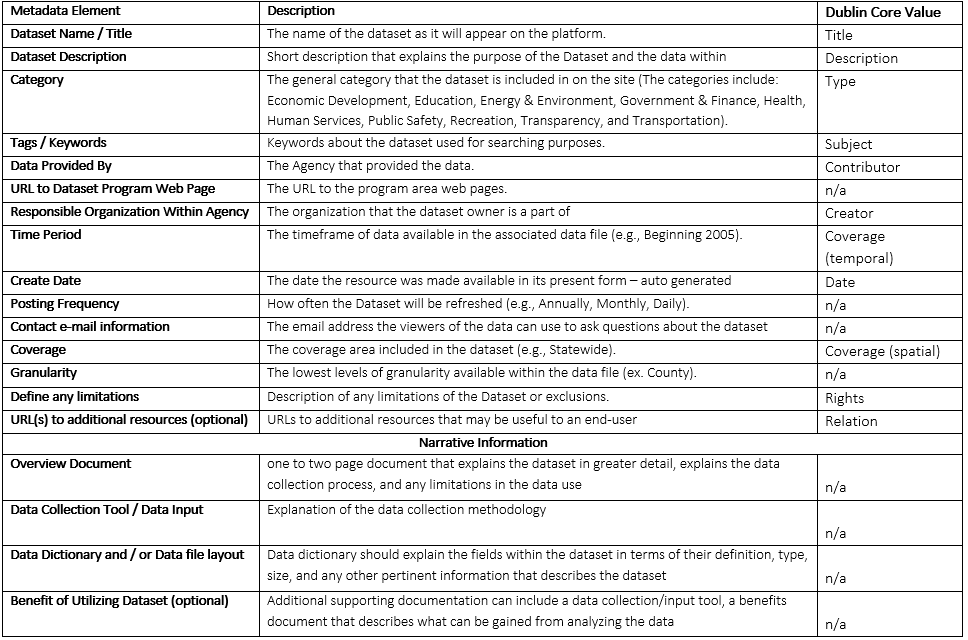 Metadata Element Description Dublin Core Value
Dataset Name / Title The name of the dataset as it will appear on the platform. Title
Dataset Description Short description that explains the purpose of the Dataset and the data within Description
Category The general category that the dataset is included in on the site (The categories include: Type
Economic Development, Education, Energy & Environment, Government & Finance, Health,
Human Services, Public Safety, Recreation, Transparency, and Transportation).
Tags / Keywords Keywords about the dataset used for searching purposes. Subject
Data Provided By The Agency that provided the data. Contributor
URL to Dataset Program Web Page The URL to the program area web pages. n/a
Responsible Organization Within Agency The organization that the dataset owner is a part of Creator
Time Period The timeframe of data available in the associated data file (e.g., Beginning 2005). Coverage
(temporal)
Create Date The date the resource was made available in its present form – auto generated Date
Posting Frequency How often the Dataset will be refreshed (e.g., Annually, Monthly, Daily). n/a
Contact e-mail information The email address the viewers of the data can use to ask questions about the dataset n/a
Coverage The coverage area included in the dataset (e.g., Statewide). Coverage (spatial)
Granularity The lowest levels of granularity available within the data file (ex. County). n/a
Define any limitations Description of any limitations of the Dataset or exclusions. Rights
URL(s) to additional resources (optional) URLs to additional resources that may be useful to an end-user Relation
Narrative Information
Overview Document one to two page document that explains the dataset in greater detail, explains the data
collection process, and any limitations in the data use n/a
Data Collection Tool / Data Input Explanation of the data collection methodology
n/a
Data Dictionary and / or Data file layout Data dictionary should explain the fields within the dataset in terms of their definition, type,
size, and any other pertinent information that describes the dataset n/a
Benefit of Utilizing Dataset (optional) Additional supporting documentation can include a data collection/input tool, a benefits
document that describes what can be gained from analyzing the data n/a